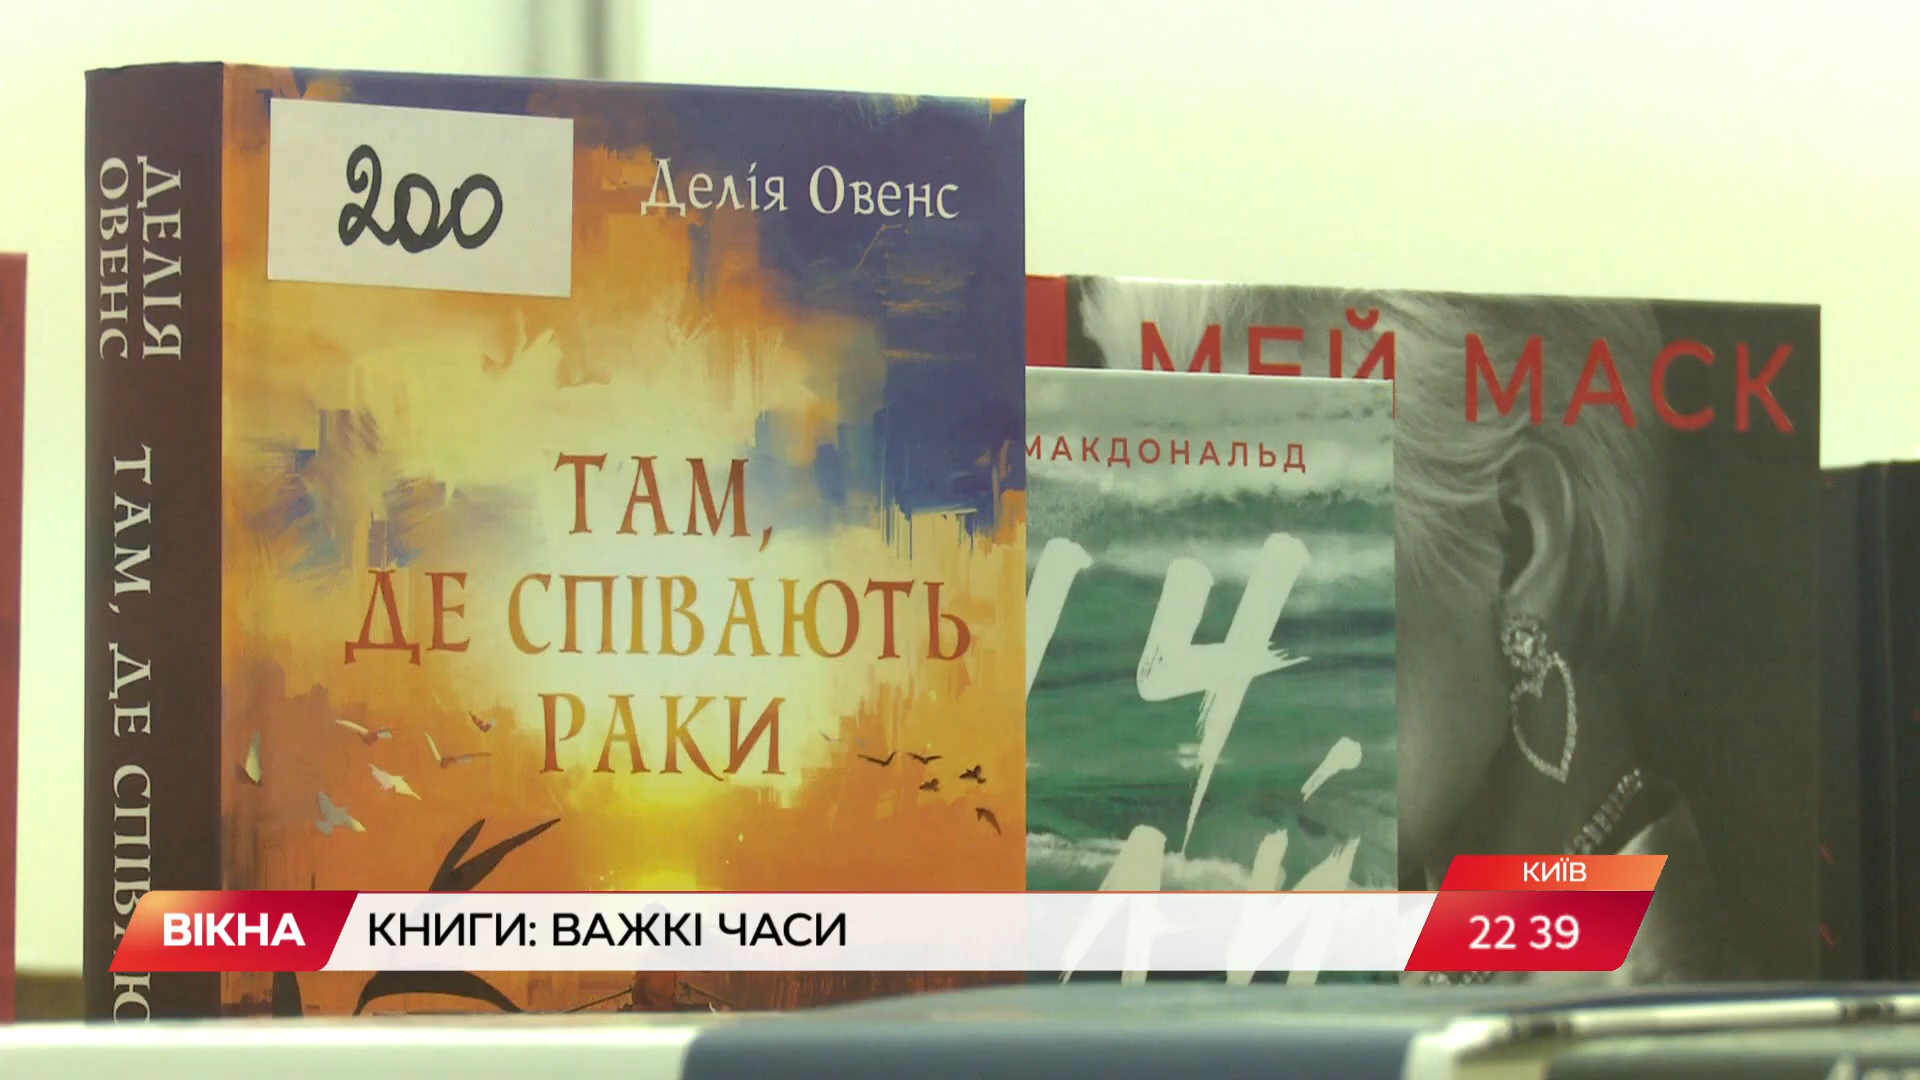 ДЕЛІЯ
ОВЕНС
ТАМ, ДЕ СПІВАЮ
200
Делія Овенс
ТАМ,
ДЕ СПІВАЮТЬ
РАКИ
МЕЙ МАСК
МАКДОНАЛЬД
КИЇВ
ВІКНА
КНИГИ: ВАЖКІ ЧАСИ
22 39